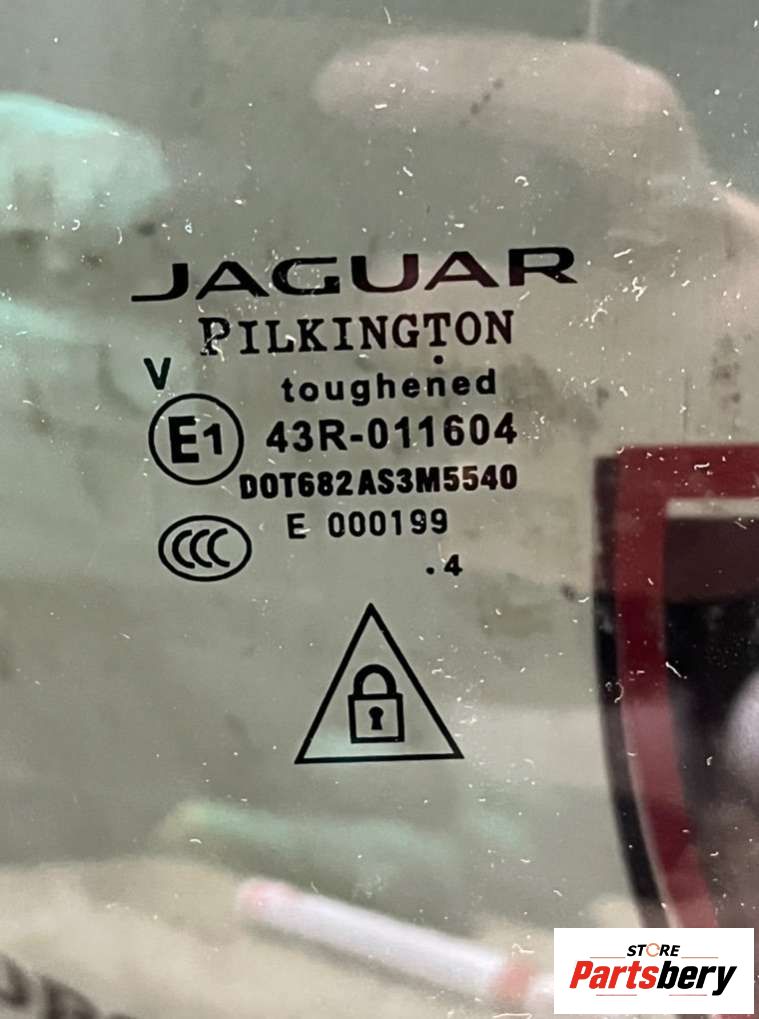 JAGUAR
PILKINGTON
V
toughened
E1 43R-011604
DOT682AS3M5540
CCC
E 000199
.4
STORE
Partsbery